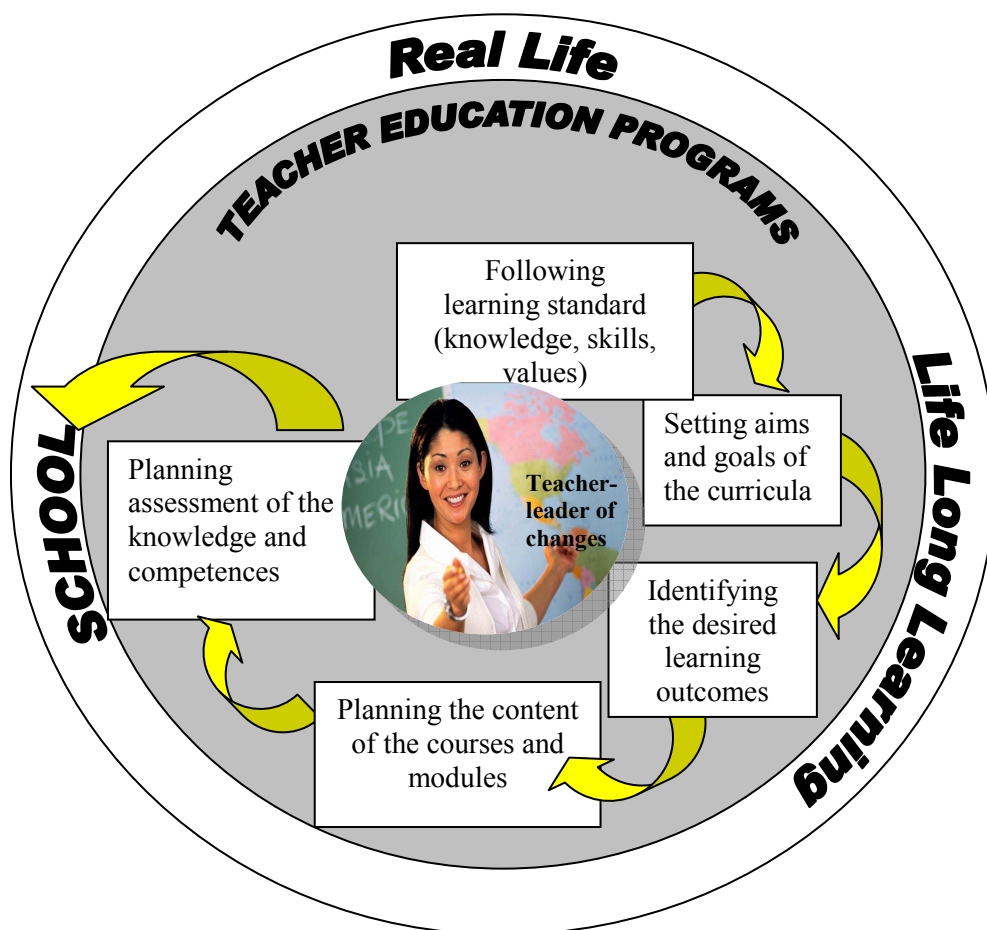 Real Life
TEACHER EDUCATION PROGRAMS
Following
learning standard
(knowledge, skills,
values)
Setting aims
and goals of
the curricula
Identifying
the desired
learning
outcomes
Planning the content
of the courses and
modules
Planning
assessment of the
knowledge and
competences
Teacher-
leader of
changes
SCHOOL
Life Long Learning